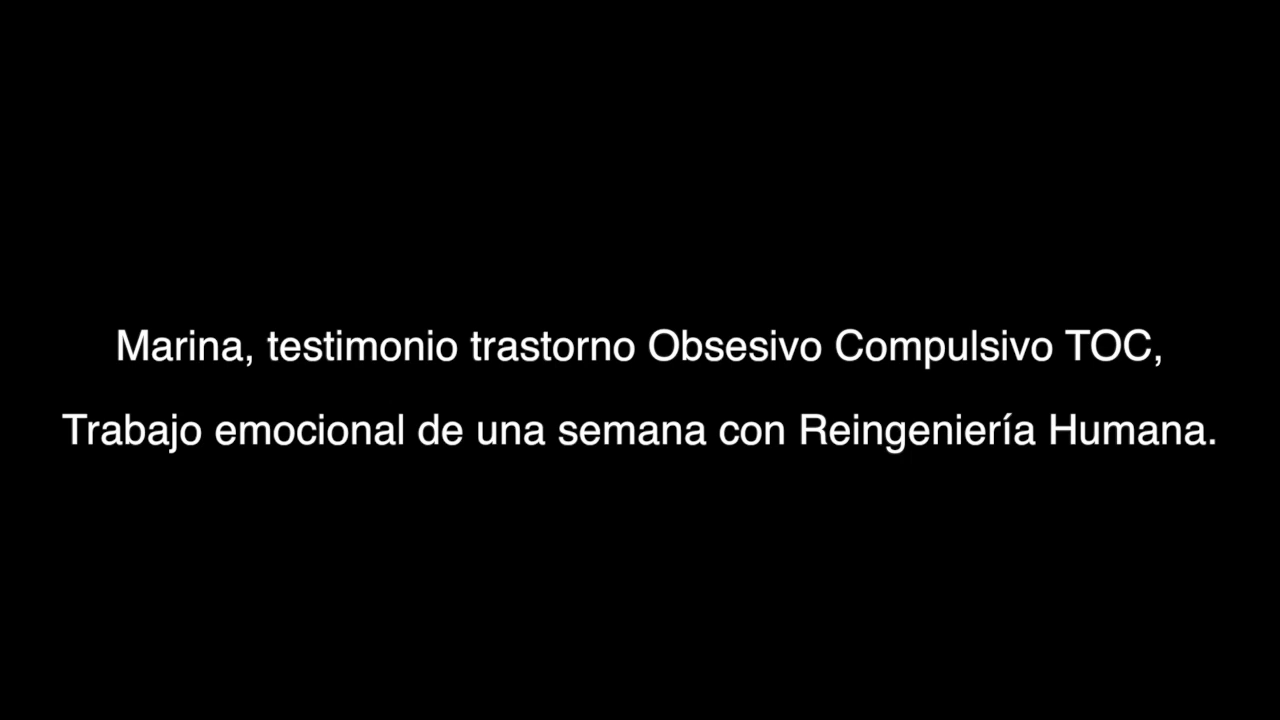 Marina, testimonio trastorno Obsesivo Compulsivo TOC,
Trabajo emocional de una semana con Reingeniería Humana.